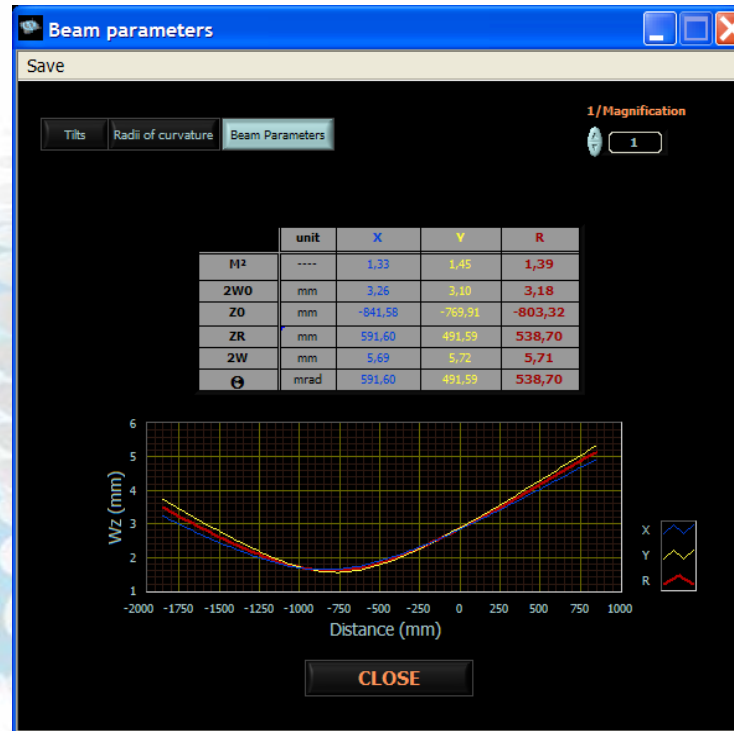 Beam parameters
Save
1/Magnification
Tilts Radii of curvature Beam Parameters
1
unit X Y R
M² ---- 1,33 1,45 1,39
2W0 mm 3,26 3,10 3,18
Z0 mm -841,58 -769,91 -803,32
ZR mm 591,60 491,59 538,70
2W mm 5,69 5,72 5,71
ϴ mrad 591,60 491,59 538,70
6
5
4
3
2
1
Wz (mm)
X
Y
R
-2000 -1750 -1500 -1250 -1000 -750 -500 -250 0 250 500 750 1000
Distance (mm)
CLOSE